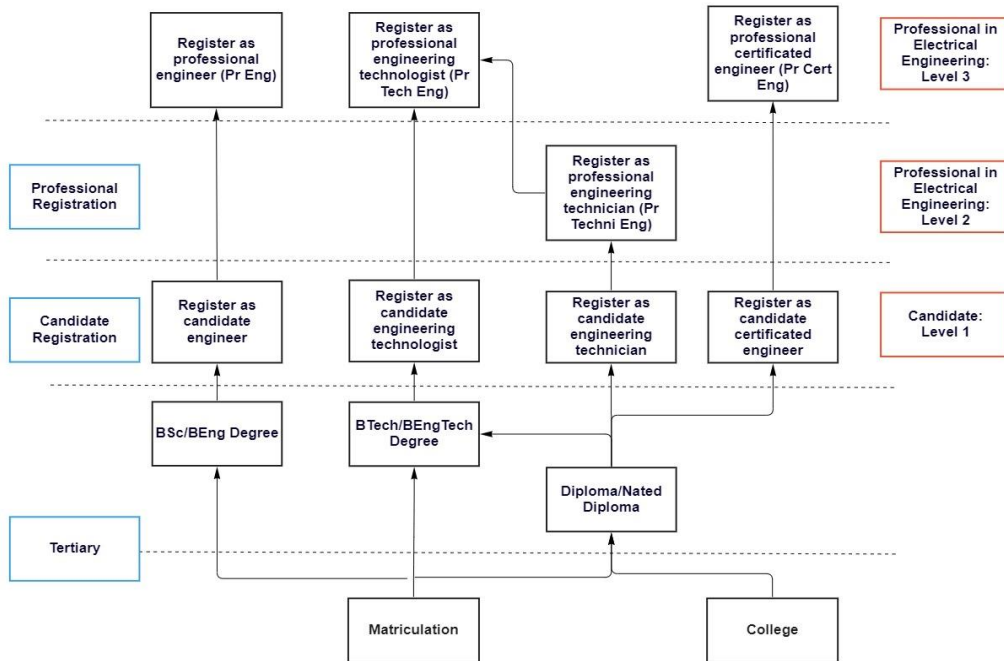 Register as
professional
engineer (Pr Eng)
Register as
professional
engineering
technologist (Pr
Tech Eng)
Register as
professional
certificated
engineer (Pr Cert
Eng)
Professional in
Electrical
Engineering:
Level 3
Professional
Registration
Register as
professional
engineering
technician (Pr
Techni Eng)
Professional in
Electrical
Engineering:
Level 2
Candidate
Registration
Register as
candidate
engineer
Register as
candidate
engineering
technologist
Register as
candidate
engineering
technician
Register as
candidate
certificated
engineer
Candidate:
Level 1
BSc/BEng Degree
BTech/BEngTech
Degree
Diploma/Nated
Diploma
Tertiary
Matriculation
College